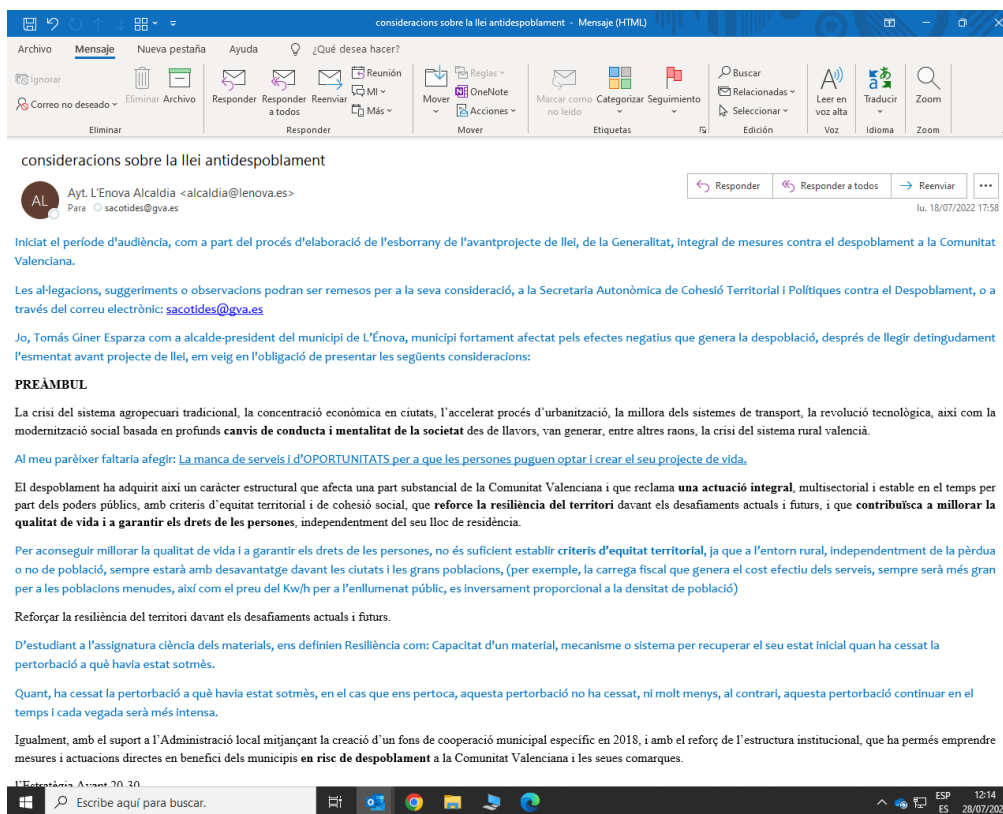 consideracions sobre la llei antidespoblament - Mensaje (HTML)
Archivo Mensaje Nueva pestaña Ayuda ¿Qué desea hacer?
Ignorar
Correo no deseado
Eliminar Archivo
Responder Responder a todos Reenviar
Reunión
MI
Más
Mover
Reglas
OneNote
Acciones
Marcar como no leído Categorizar Seguimiento
Buscar
Relacionadas
Seleccionar
Leer en voz alta
Traducir
Zoom
Eliminar Responder Mover Etiquetas Edición Voz Idioma Zoom
consideracions sobre la llei antidespoblament
AL
Ayt. L'Enova Alcaldia <alcaldia@lenova.es>
Para sacotides@gva.es
Responder Responder a todos Reenviar
lu. 18/07/2022 17:58
Iniciat el període d'audiència, com a part del procés d'elaboració de l'esborrany de l'avantprojecte de llei, de la Generalitat, integral de mesures contra el despoblament a la Comunitat
Valenciana.
Les al·legacions, suggeriments o observacions podran ser remesos per a la seva consideració, a la Secretaria Autonòmica de Cohesió Territorial i Polítiques contra el Despoblament, o a
través del correu electrònic: sacotides@gva.es
Jo, Tomás Giner Esparza com a alcalde-president del municipi de L'Énova, municipi fortament afectat pels efectes negatius que genera la despoblació, després de llegir detingudament
l'esmentat avant projecte de llei, em veig en l'obligació de presentar les següents consideracions:
PREÀMBUL
La crisi del sistema agropecuari tradicional, la concentració econòmica en ciutats, l'accelerat procés d'urbanització, la millora dels sistemes de transport, la revolució tecnològica, així com la
modernització social basada en profunds canvis de conducta i mentalitat de la societat des de llavors, van generar, entre altres raons, la crisi del sistema rural valencià.
Al meu parèixer faltaria afegir: La manca de serveis i d'OPORTUNITATS per a que les persones puguen optar i crear el seu projecte de vida.
El despoblament ha adquirit així un caràcter estructural que afecta una part substancial de la Comunitat Valenciana i que reclama una actuació integral, multisectorial i estable en el temps per
part dels poders públics, amb criteris d'equitat territorial i de cohesió social, que reforce la resiliència del territori davant els desafiaments actuals i futurs, i que contribuïsca a millorar la
qualitat de vida i a garantir els drets de les persones, independentment del seu lloc de residència.
Per aconseguir millorar la qualitat de vida i a garantir els drets de les persones, no és suficient establir criteris d'equitat territorial, ja que a l'entorn rural, independentment de la pèrdua
o no de població, sempre estarà amb desavantatge davant les ciutats i les grans poblacions, (per exemple, la carrega fiscal que genera el cost efectiu dels serveis, sempre serà més gran
per a les poblacions menudes, així com el preu del Kw/h per a l'enllumenat públic, es inversament proporcional a la densitat de població)
Reforçar la resiliència del territori davant els desafiaments actuals i futurs.
D'estudiant a l'assignatura ciència dels materials, ens definien Resiliència com: Capacitat d'un material, mecanisme o sistema per recuperar el seu estat inicial quan ha cessat la
pertorbació a què havia estat sotmès.
Quant, ha cessat la pertorbació a què havia estat sotmès, en el cas que ens pertoca, aquesta pertorbació no ha cessat, ni molt menys, al contrari, aquesta pertorbació continuar en el
temps i cada vegada serà més intensa.
Igualment, amb el suport a l'Administració local mitjançant la creació d'un fons de cooperació municipal específic en 2018, i amb el reforç de l'estructura institucional, que ha permés emprendre
mesures i actuacions directes en benefici dels municipis en risc de despoblament a la Comunitat Valenciana i les seues comarques.
l'Estratègia Avant 20-30
Escribe aquí para buscar.
ESP 12:14
ES 28/07/202